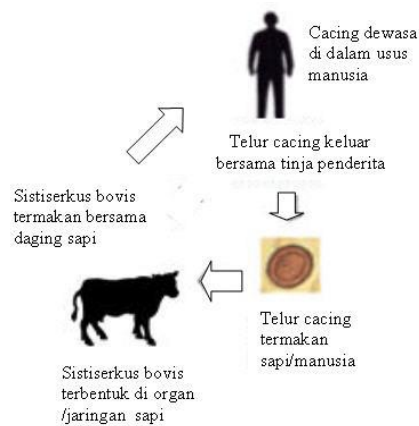 Cacing dewasa
di dalam usus
manusia
Telur cacing keluar
bersama tinja penderita
Telur cacing
termakan
sapi/manusia
Sistiserkus bovis
terbentuk di organ
/jaringan sapi
Sistiserkus bovis
termakan bersama
daging sapi